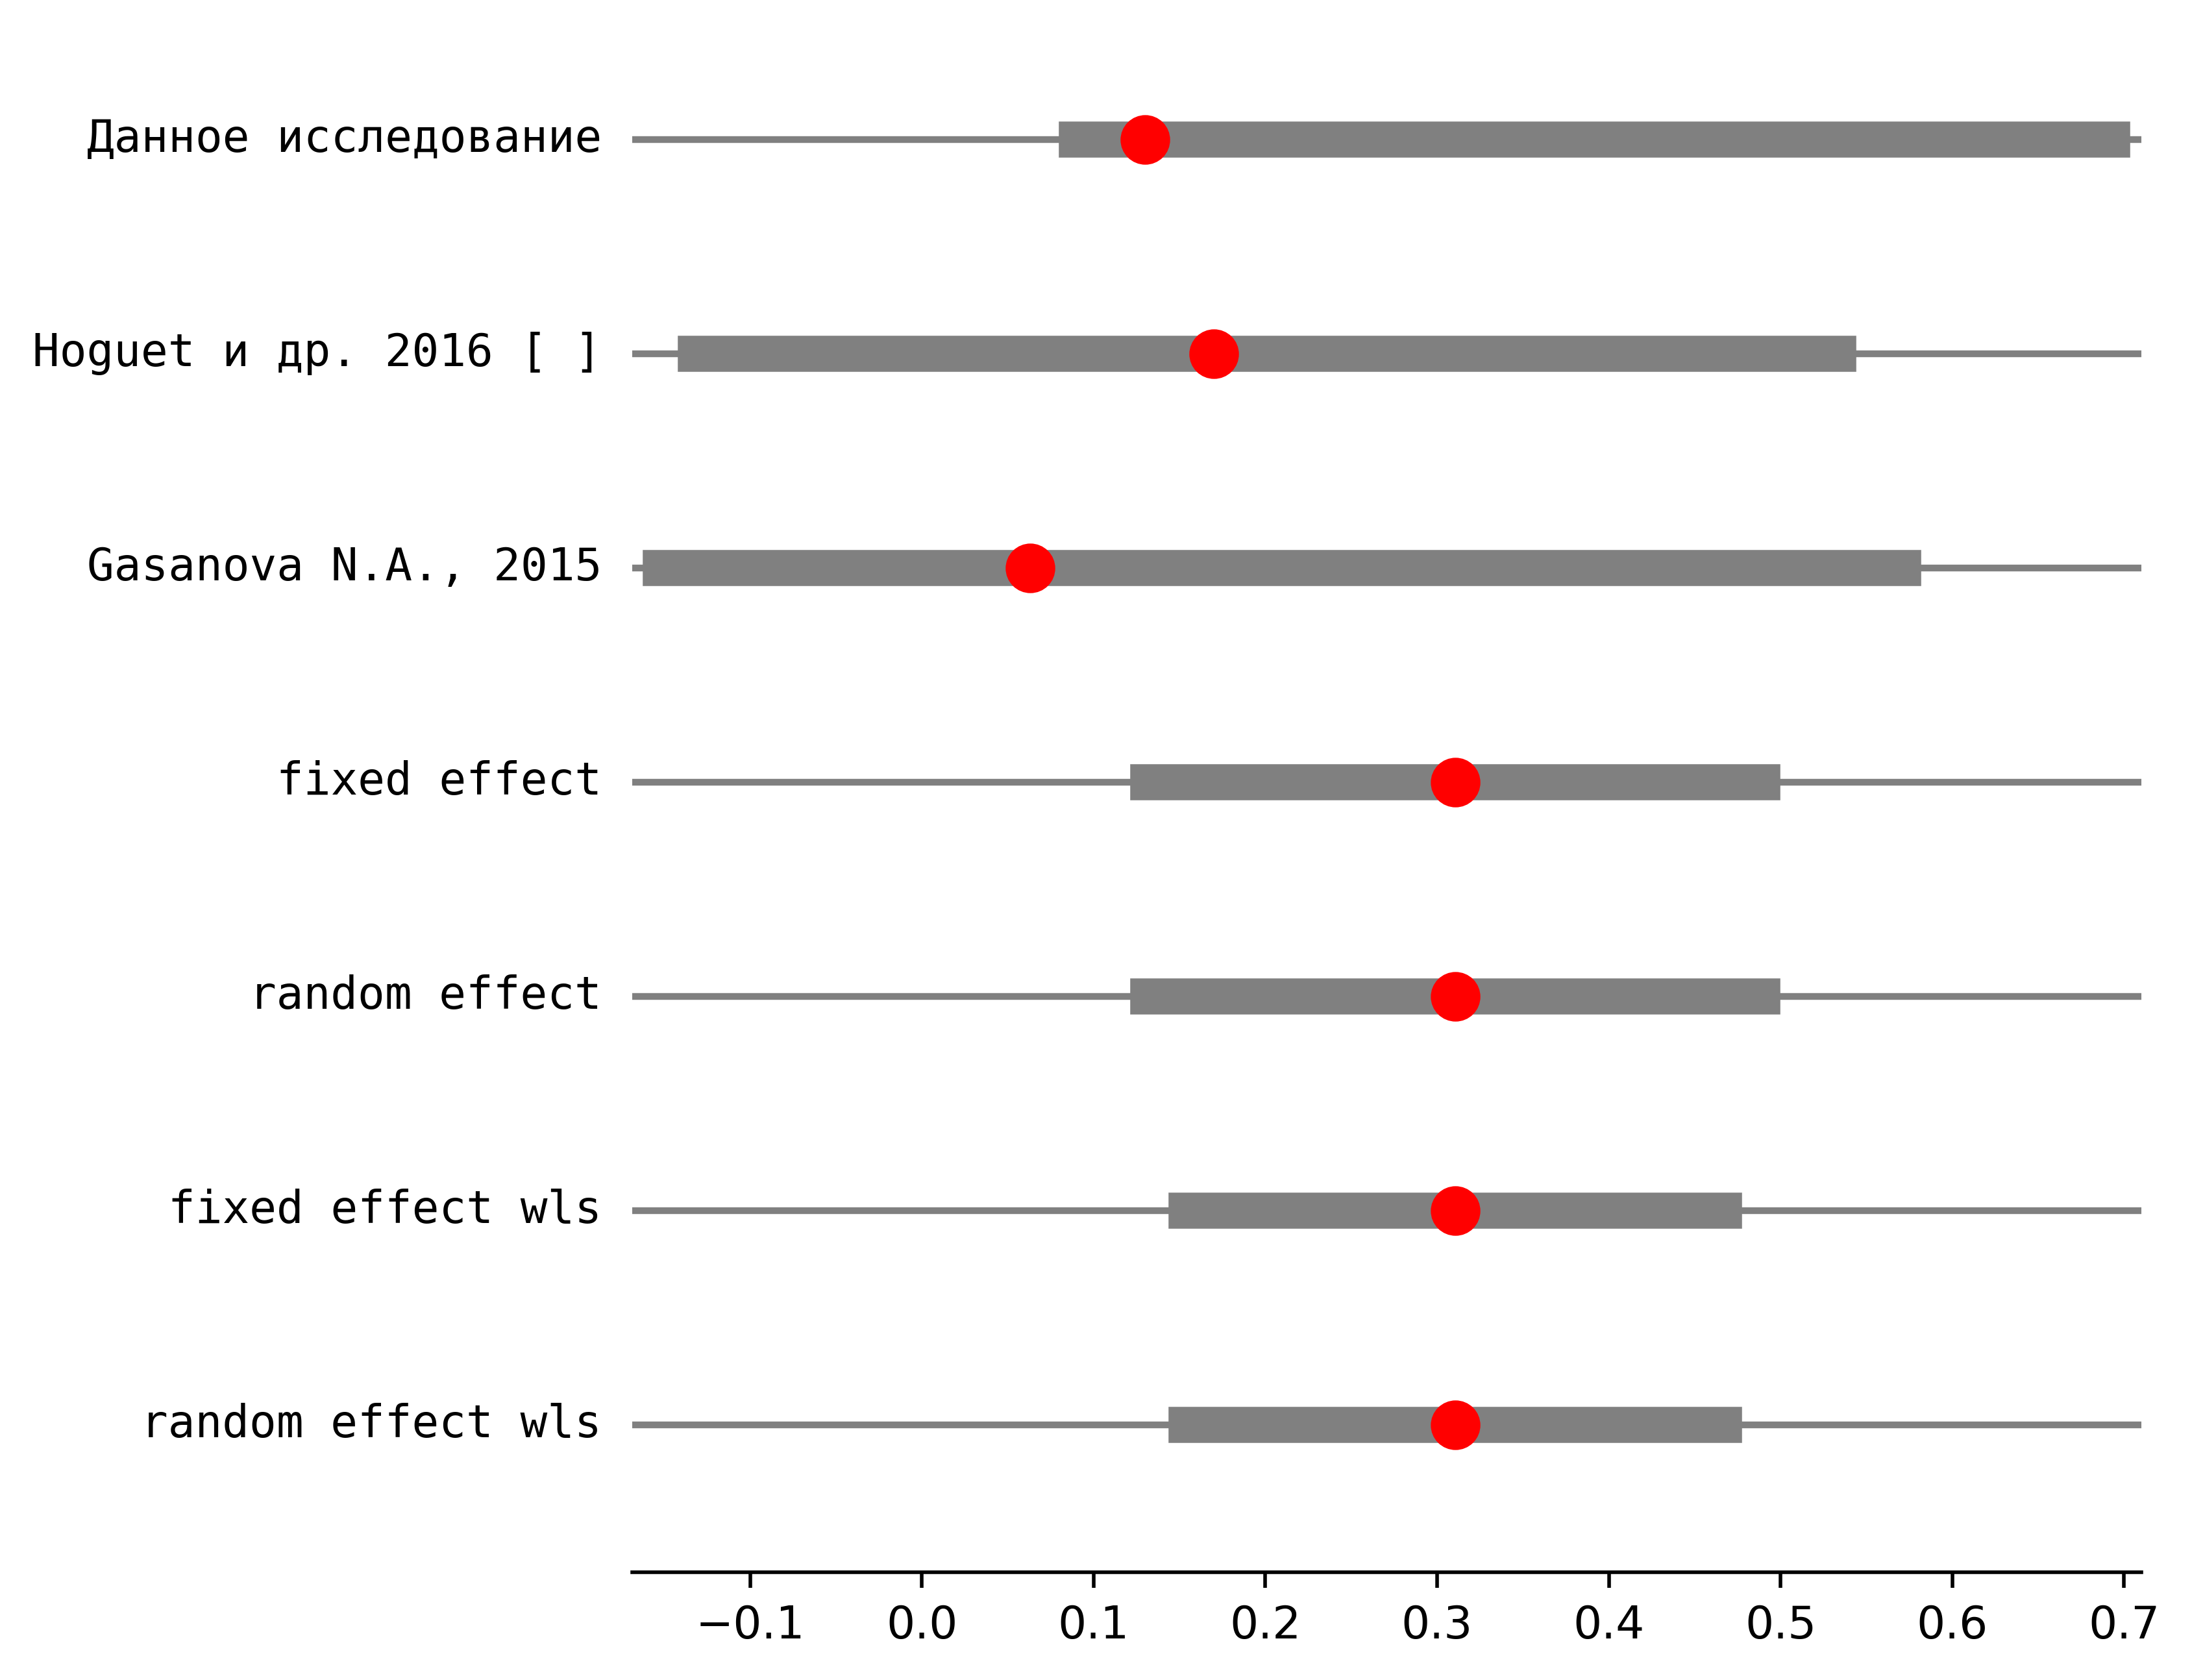 Данное исследование
Hoguet и др. 2016 [ ]
Gasanova N.A., 2015
fixed effect
random effect
fixed effect wls
random effect wls
−0.1 0.0 0.1 0.2 0.3 0.4 0.5 0.6 0.7